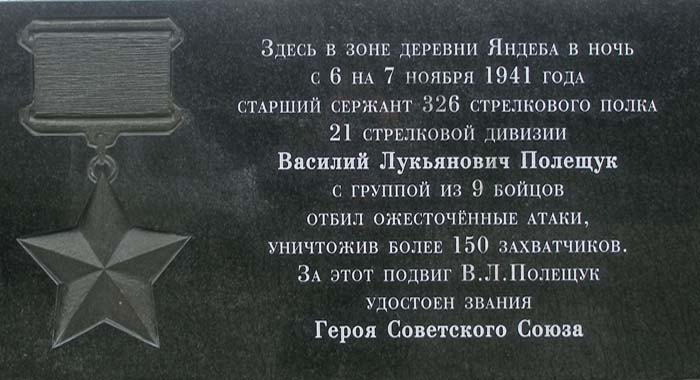 Здесь в зоне деревни Яндеба в ночь
с 6 на 7 ноября 1941 года
старший сержант 326 стрелкового полка
21 стрелковой дивизии
Василий Лукьянович Полещук
с группой из 9 бойцов
отбил ожесточённые атаки,
уничтожив более 150 захватчиков.
За этот подвиг В.Л.Полещук
удостоен звания
Героя Советского Союза